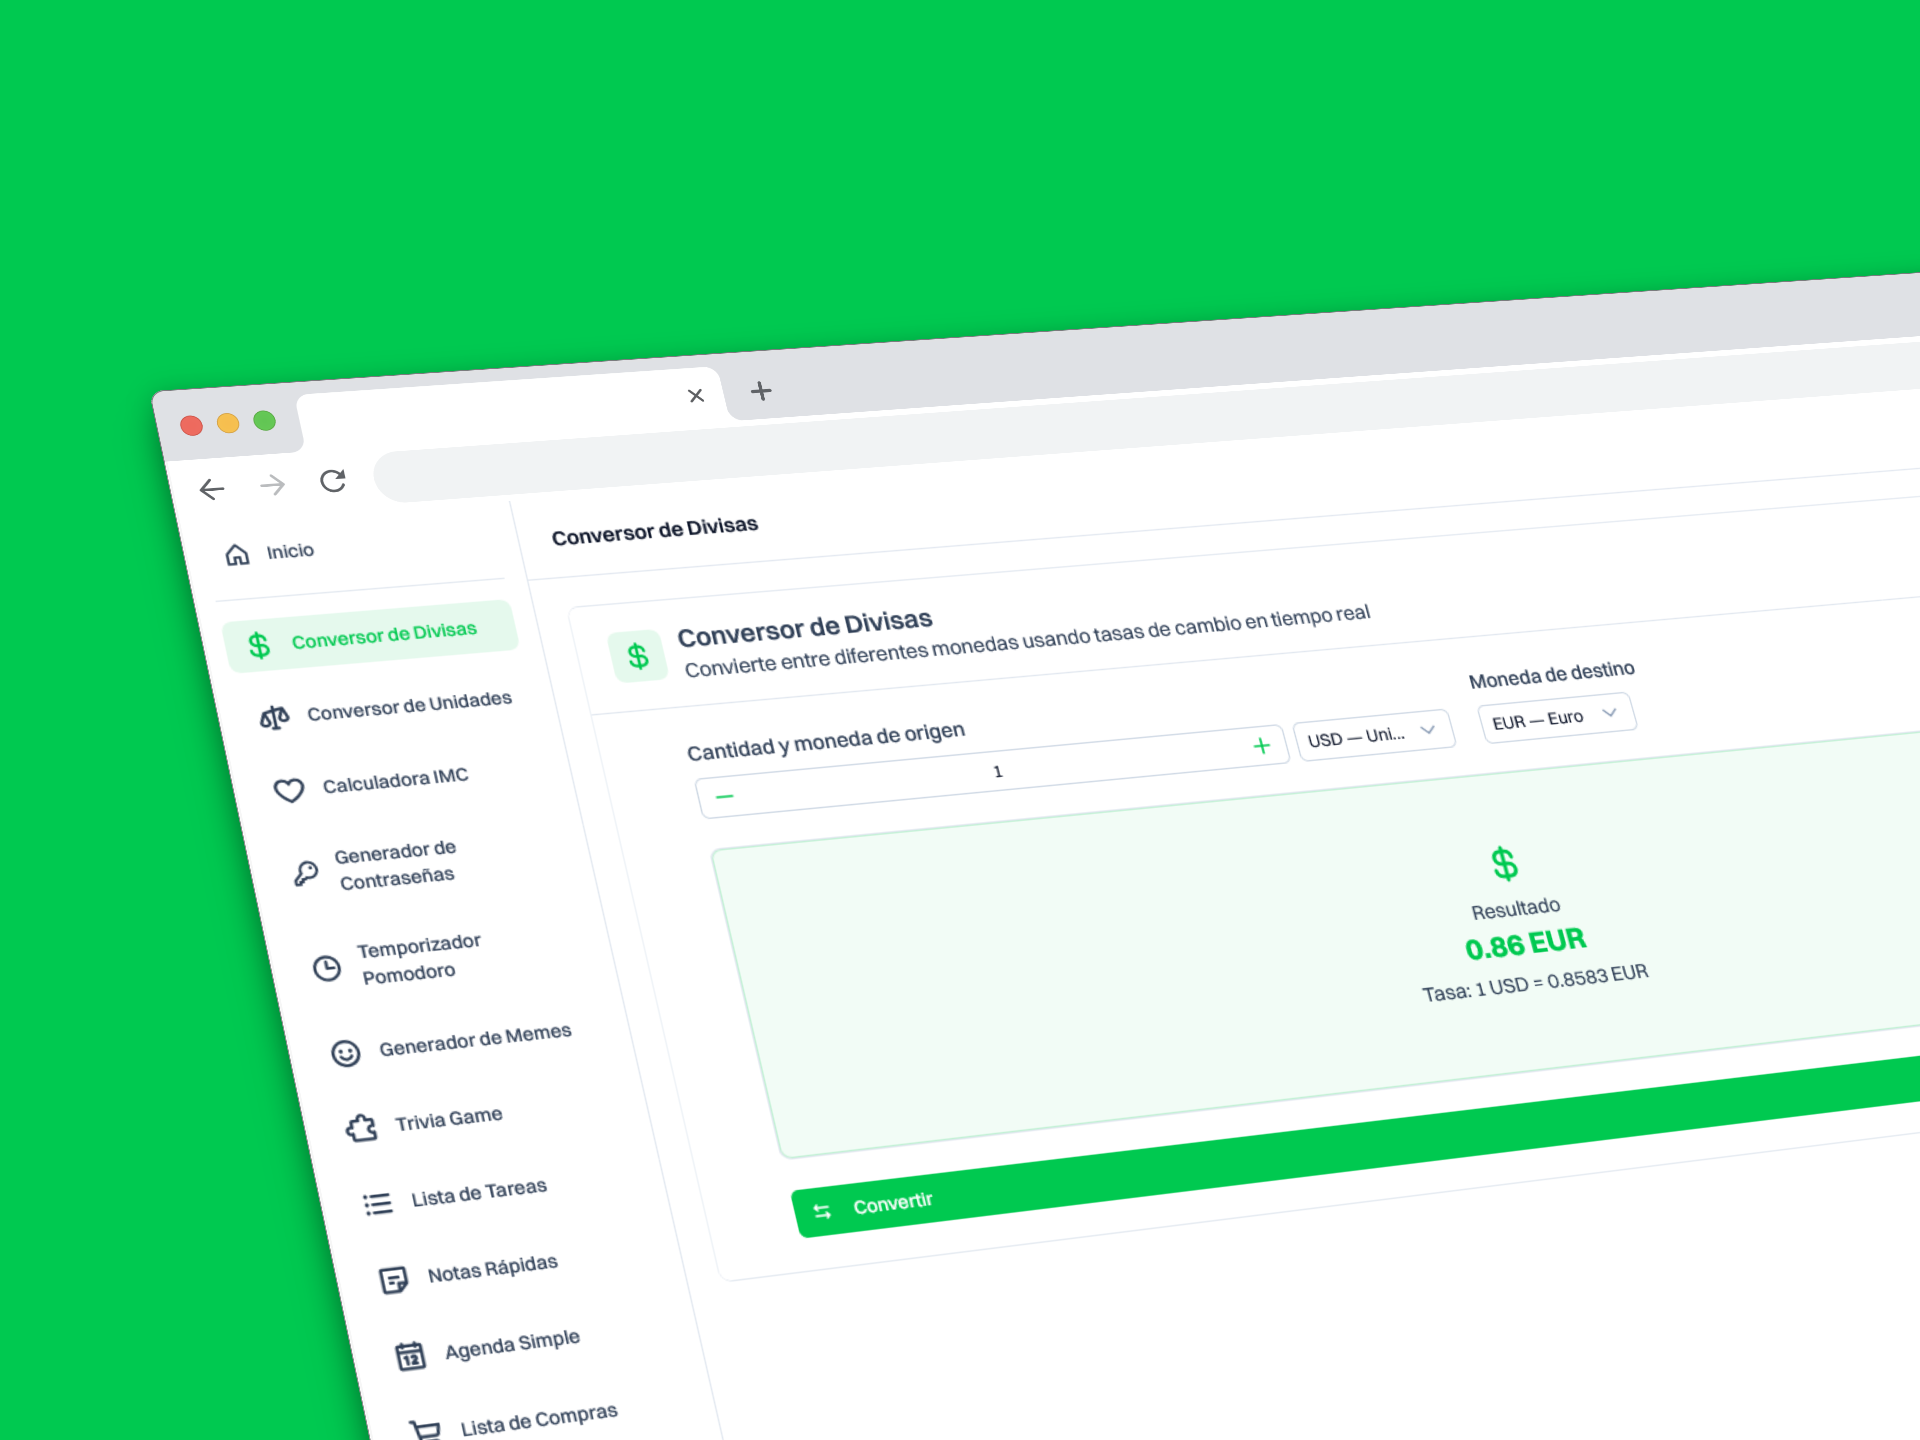 Inicio
Conversor de Divisas
Conversor de Unidades
Calculadora IMC
Generador de
Contraseñas
Temporizador
Pomodoro
Generador de Memes
Trivia Game
Lista de Tareas
Notas Rápidas
12
Agenda Simple
Lista de Compras
Conversor de Divisas
$
Conversor de Divisas
Convierte entre diferentes monedas usando tasas de cambio en tiempo real
Cantidad y moneda de origen
1
USD — Uni...
Moneda de destino
EUR — Euro
$
Resultado
0.86 EUR
Tasa: 1 USD = 0.8583 EUR
Convertir